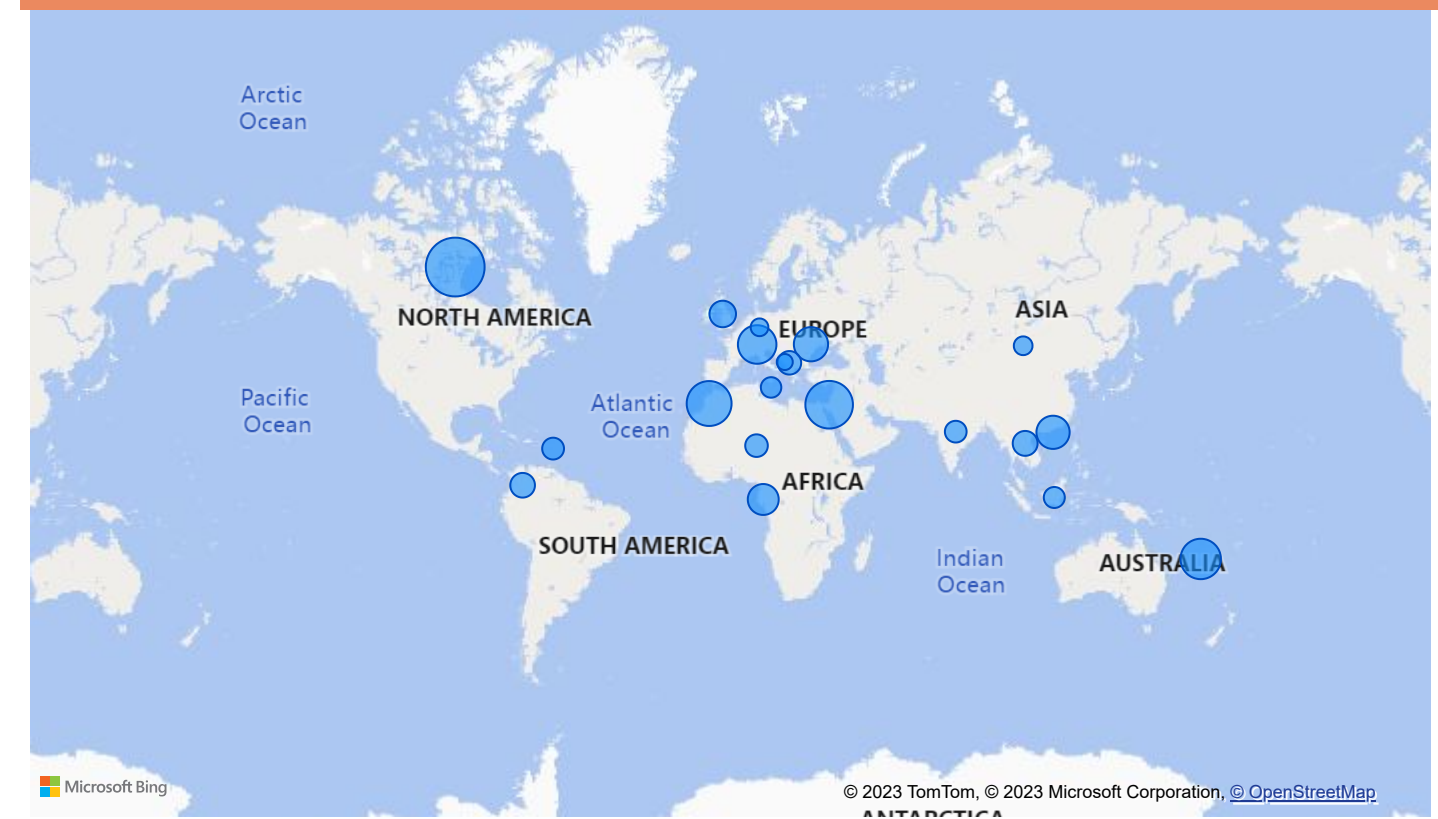 Arctic
Ocean
NORTH AMERICA
ASIA
EUROPE
Pacific
Ocean
Atlantic
Ocean
AFRICA
SOUTH AMERICA
Indian
Ocean
AUSTRALIA
Microsoft Bing
© 2023 TomTom, © 2023 Microsoft Corporation, © OpenStreetMap
ANTARCTICA